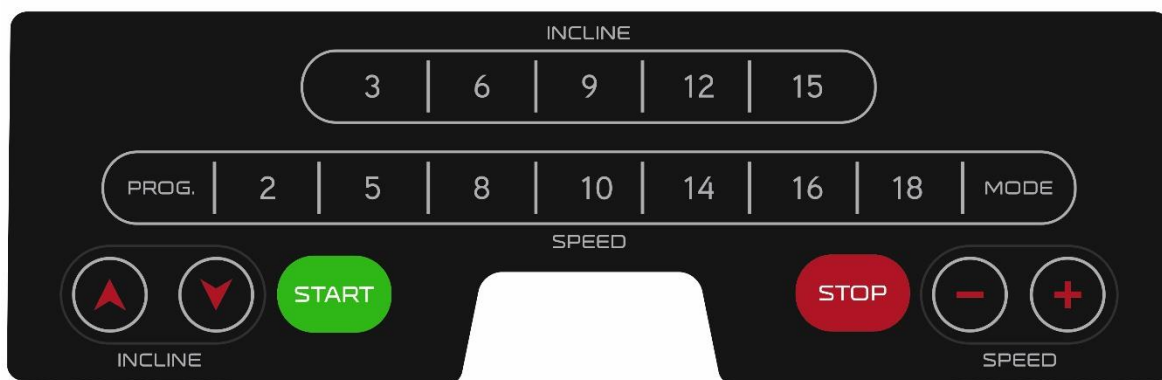 INCLINE
3 6 9 12 15
PROG. 2 5 8 10 14 16 18 MODE
SPEED
START STOP
INCLINE SPEED